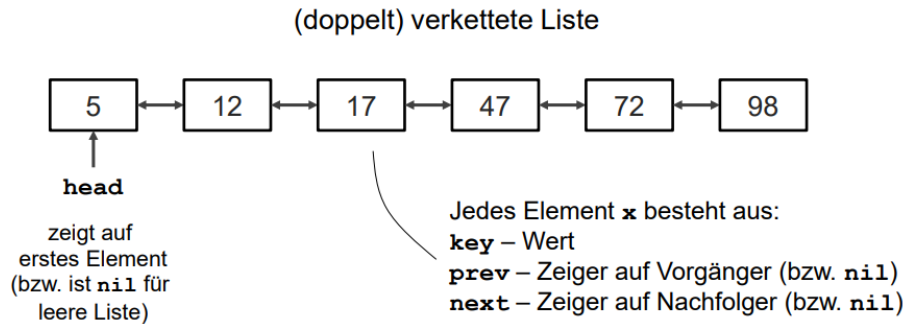 (doppelt) verkettete Liste
5 12 17 47 72 98
head
zeigt auf
erstes Element
(bzw. ist nil für
leere Liste)
Jedes Element x besteht aus:
key – Wert
prev – Zeiger auf Vorgänger (bzw. nil)
next – Zeiger auf Nachfolger (bzw. nil)